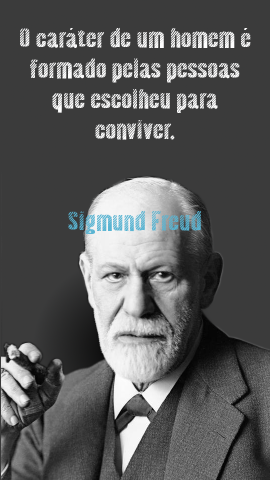 O caráter de um homem é
formado pelas pessoas
que escolheu para
conviver.
Sigmund Freud